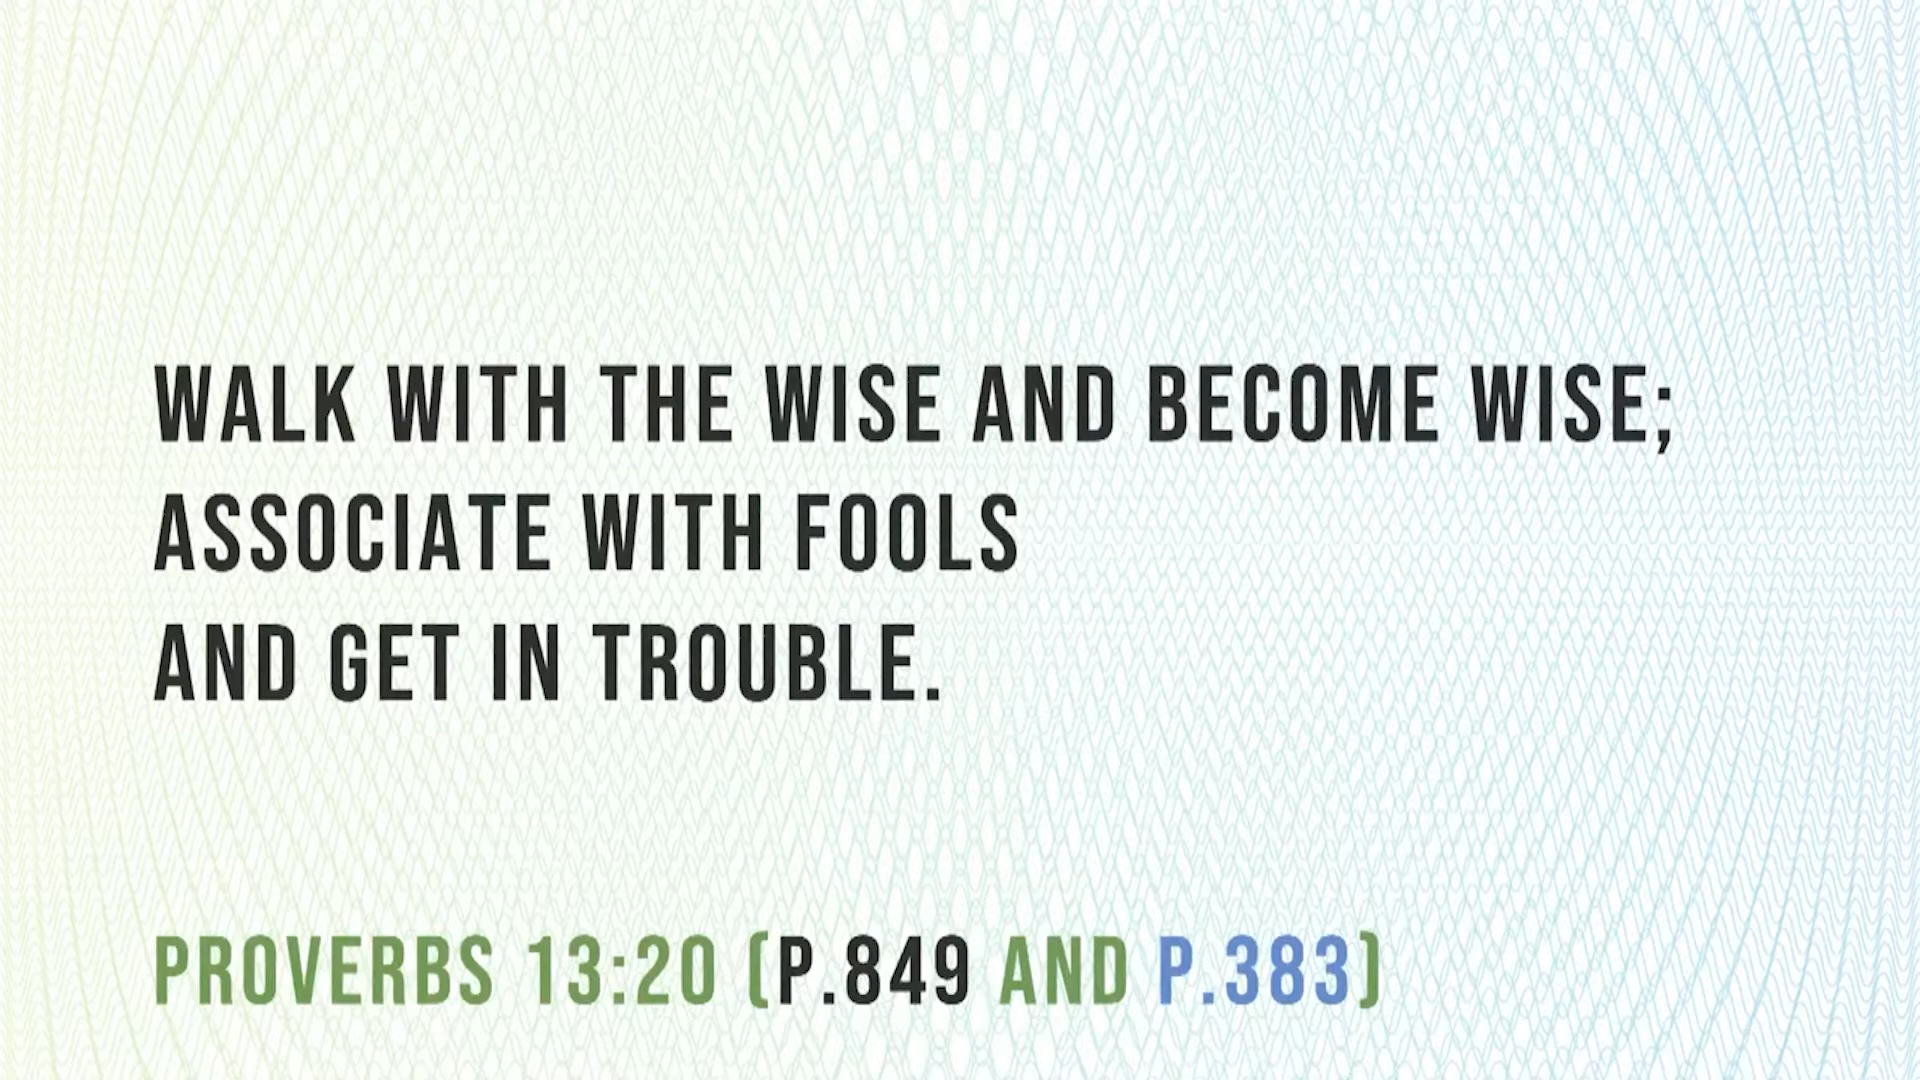 WALK WITH THE WISE AND BECOME WISE;
ASSOCIATE WITH FOOLS
AND GET IN TROUBLE.
PROVERBS 13:20 (P.849 AND P.383)